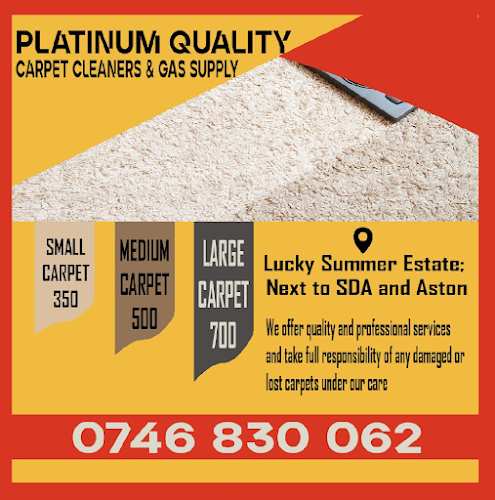 PLATINUM QUALITY
CARPET CLEANERS & GAS SUPPLY
SMALL
CARPET
350
MEDIUM
CARPET
500
LARGE
CARPET
700
Lucky Summer Estate;
Next to SDA and Aston
We offer quality and professional services
and take full responsibility of any damaged or
lost carpets under our care
0746 830 062